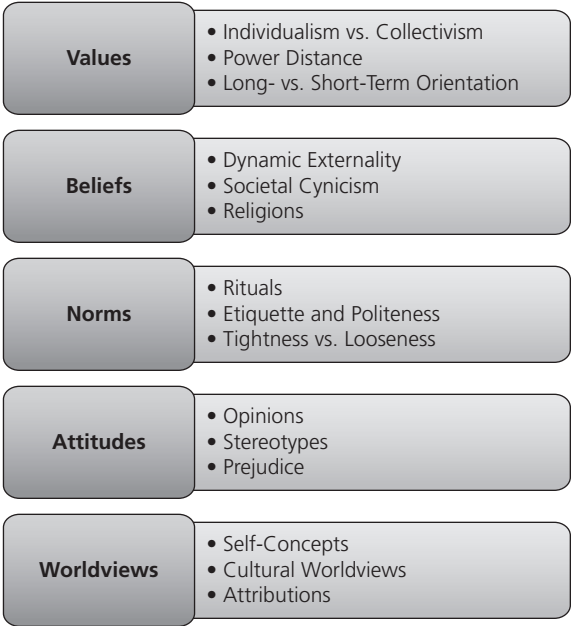 Values
• Individualism vs. Collectivism
• Power Distance
• Long- vs. Short-Term Orientation
Beliefs
• Dynamic Externality
• Societal Cynicism
• Religions
Norms
• Rituals
• Etiquette and Politeness
• Tightness vs. Looseness
Attitudes
• Opinions
• Stereotypes
• Prejudice
Worldviews
• Self-Concepts
• Cultural Worldviews
• Attributions